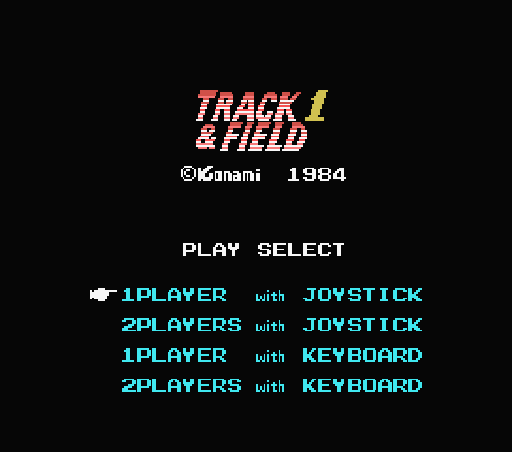 TRACK 1
& FIELD
©Konami 1984
PLAY SELECT
1PLAYER with JOYSTICK
2PLAYERS with JOYSTICK
1PLAYER with KEYBOARD
2PLAYERS with KEYBOARD